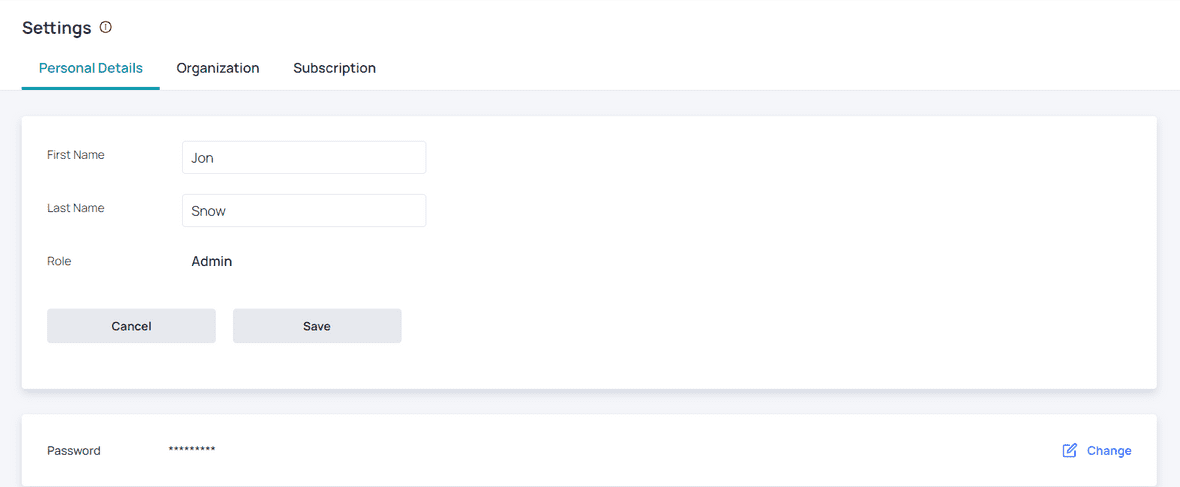 Settings
Personal Details Organization Subscription
First Name Jon
Last Name Snow
Role Admin
Cancel Save
Password ********* Change